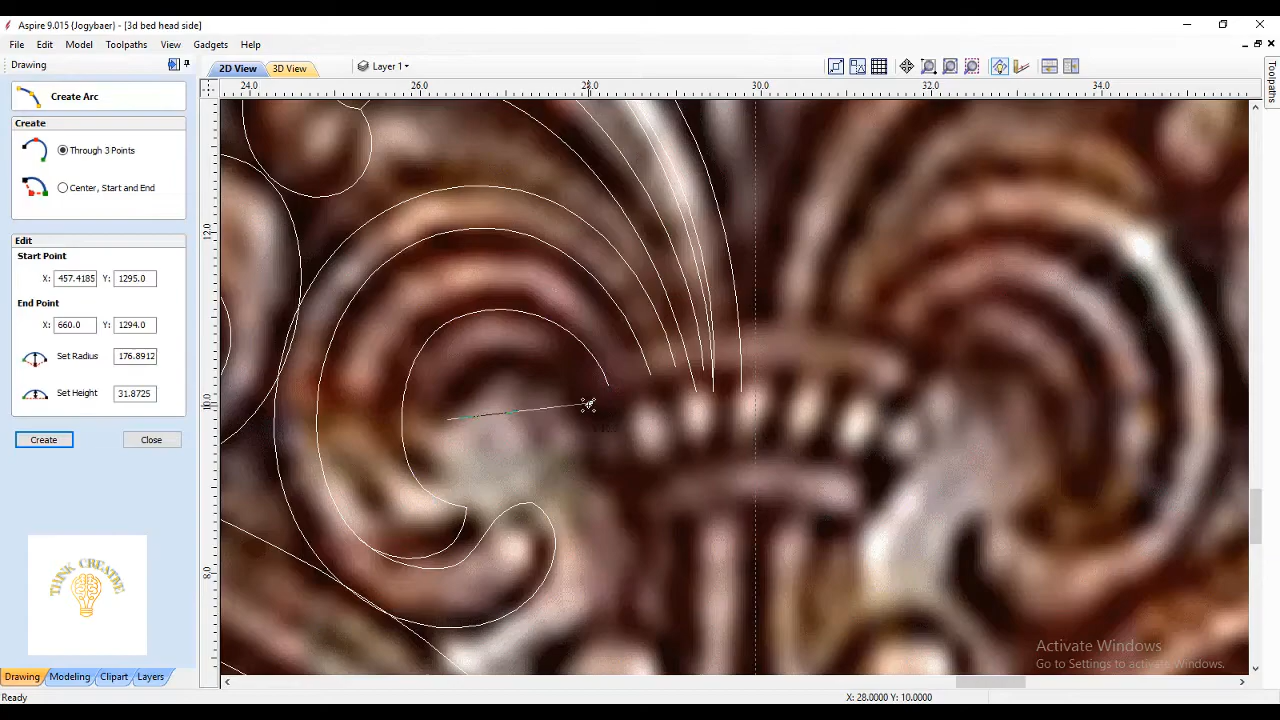 Aspire 9.015 {Jogybaer} - [3d bed head side]
File Edit Model Toolpaths View Gadgets Help
Drawing
2D View 3D View Layer 1
Toolpaths
24.0 26.0 28.0 30.0 32.0 34.0
Create Arc
Create
Through 3 Points
Center, Start and End
12.0
Edit
Start Point
X: 457.4185 Y: 1295.0
End Point
X: 660.0 Y: 1294.0
Set Radius 176.8912
Set Height 31.8725
10.0
Create Close
THINK CREATIVE
8.0
Activate Windows
Go to Settings to activate Windows.
Drawing Modeling Clipart Layers
Ready X: 28.0000 Y: 10.0000